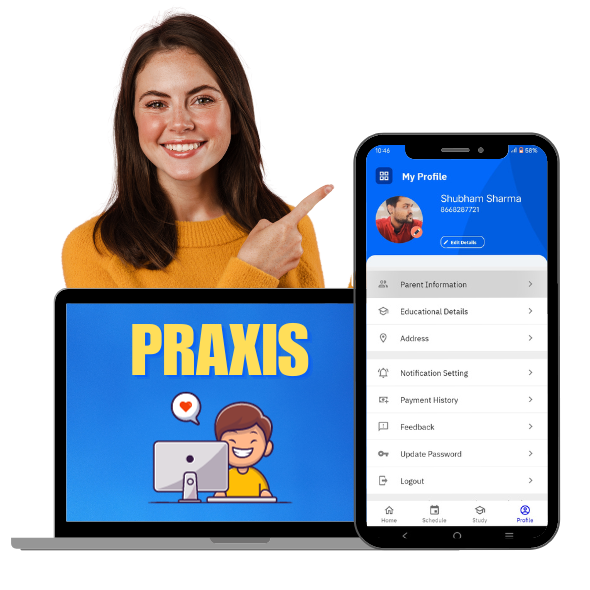 PRAXIS
10:46
58%
My Profile
Shubham Sharma
8668287721
Edit Details
Parent Information
Educational Details
Address
Notification Setting
Payment History
Feedback
Update Password
Logout
Home Schedule Study Profile